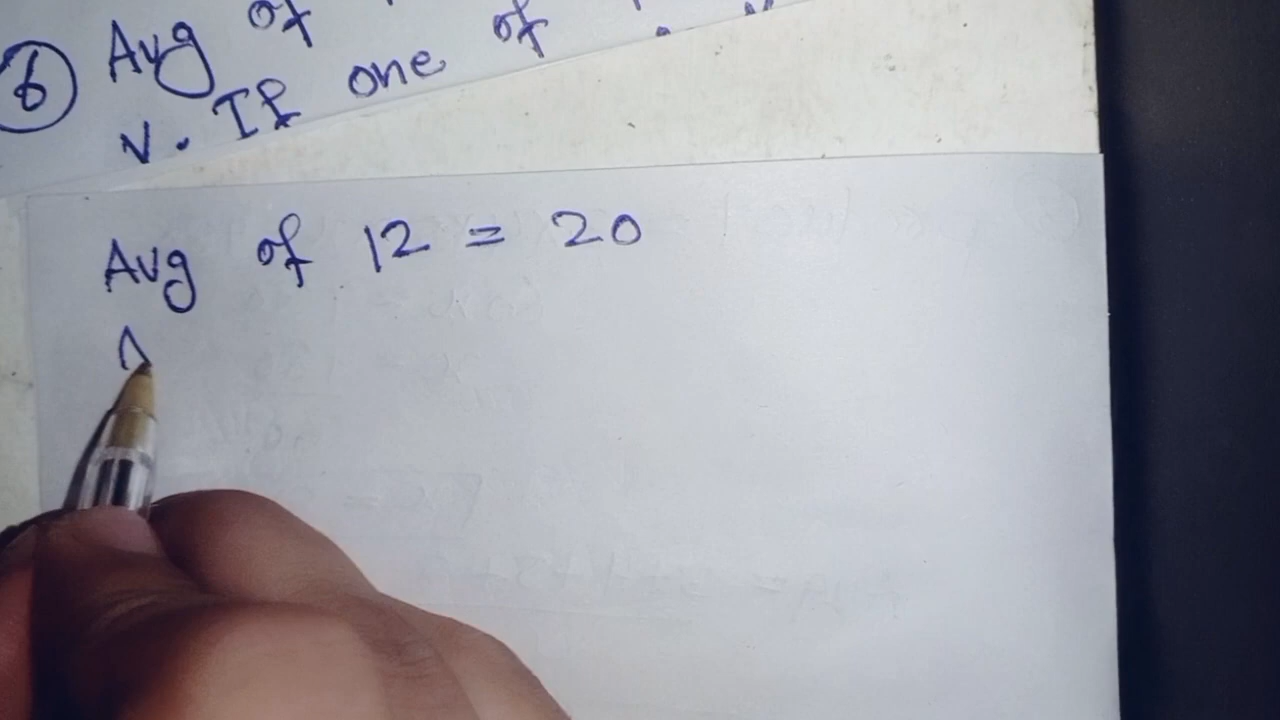 6 Avg of
N. If one of
Avg of 12 = 20